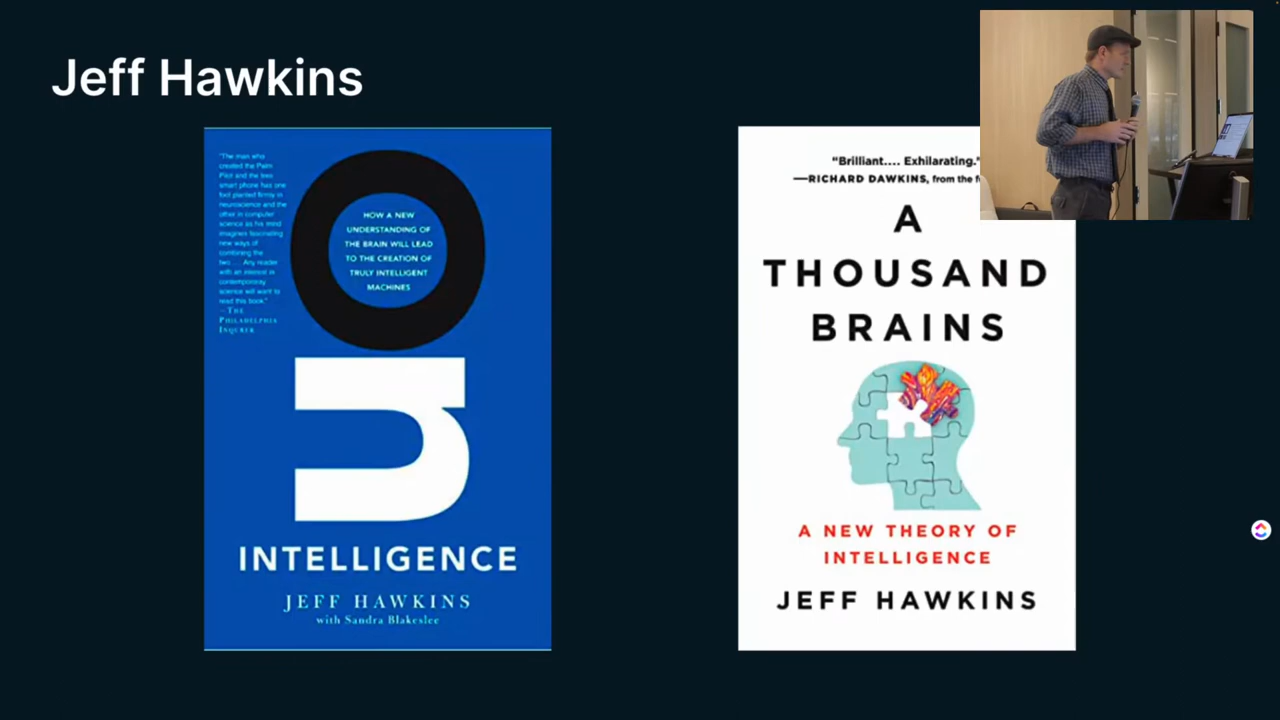 Jeff Hawkins
"The man who
created the Palm
Pilot and the treo
smart phone has one
foot planted firmly in
neuroscience and the
other in computer
science as his mind
imagines fascinating
new ways of
combining the
two.... Any reader
with an interest in
contemporary
science will want to
read this book."
—THE
PHILADELPHIA
INQUIRER
HOW A NEW
UNDERSTANDING OF
THE BRAIN WILL LEAD
TO THE CREATION OF
TRULY INTELLIGENT
MACHINES
On
INTELLIGENCE
JEFF HAWKINS
with Sandra Blakeslee
"Brilliant.... Exhilarating."
—RICHARD DAWKINS, from the
A
THOUSAND
BRAINS
A NEW THEORY OF
INTELLIGENCE
JEFF HAWKINS